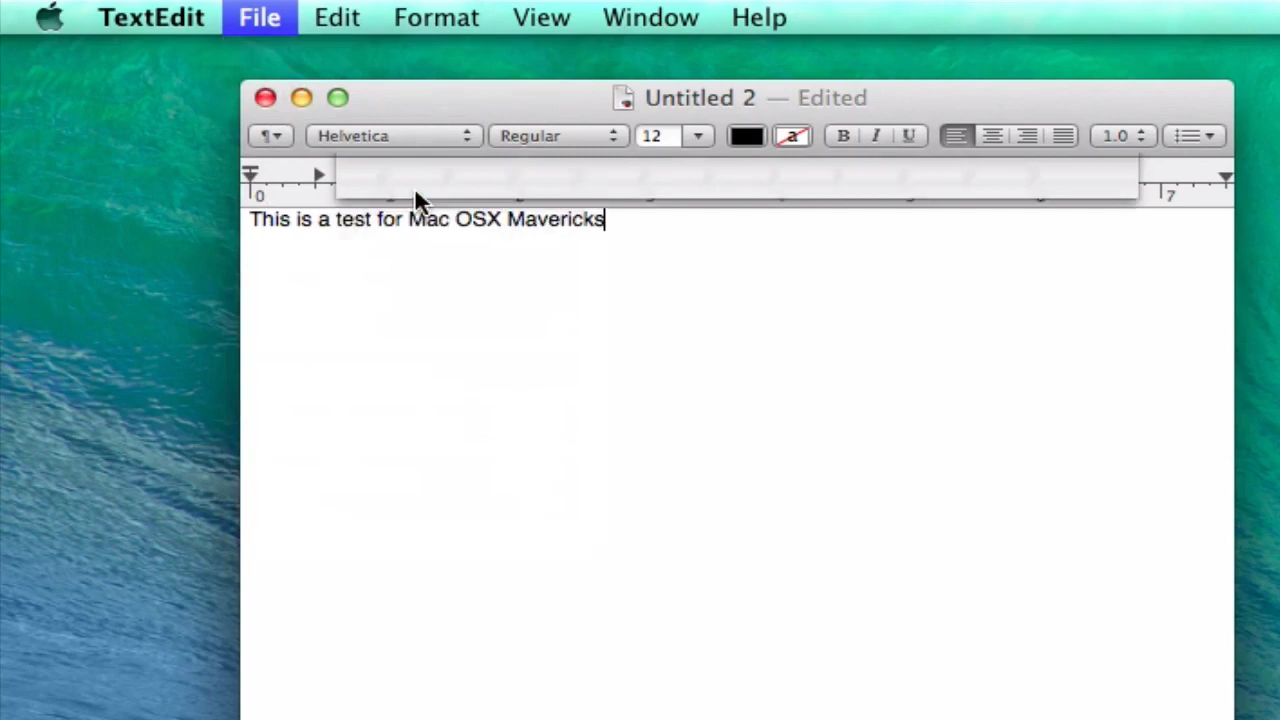 TextEdit File Edit Format View Window Help
Untitled 2 — Edited
¶ Helvetica Regular 12 a B I U 1.0
0 7
This is a test for Mac OSX Mavericks